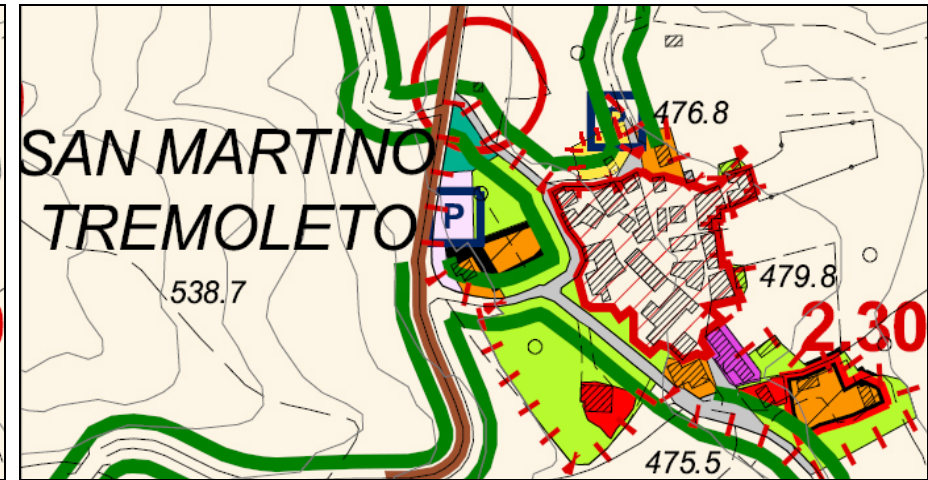 P
476.8
SAN MARTINO
TREMOLETO
P
538.7
479.8
2.30
475.5